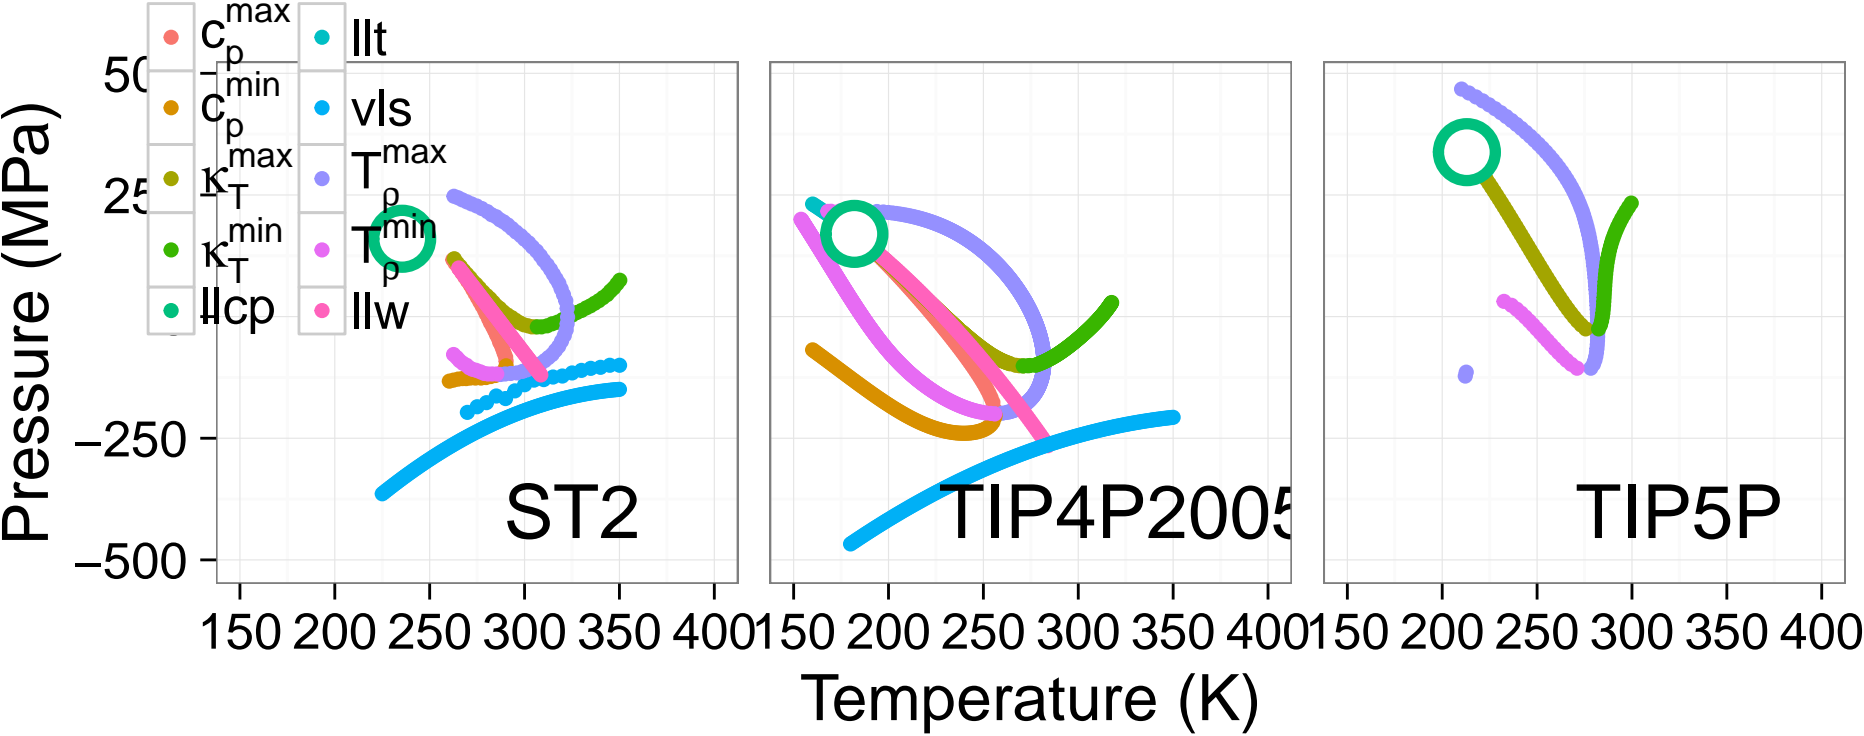 c_p^max llt
c_p^min vls
κ_T^max T_ρ^max
κ_T^min T_ρ^min
llcp llw
Pressure (MPa)
50
25
−250
−500
ST2
TIP4P2005
TIP5P
150 200 250 300 350 400 150 200 250 300 350 400 150 200 250 300 350 400
Temperature (K)